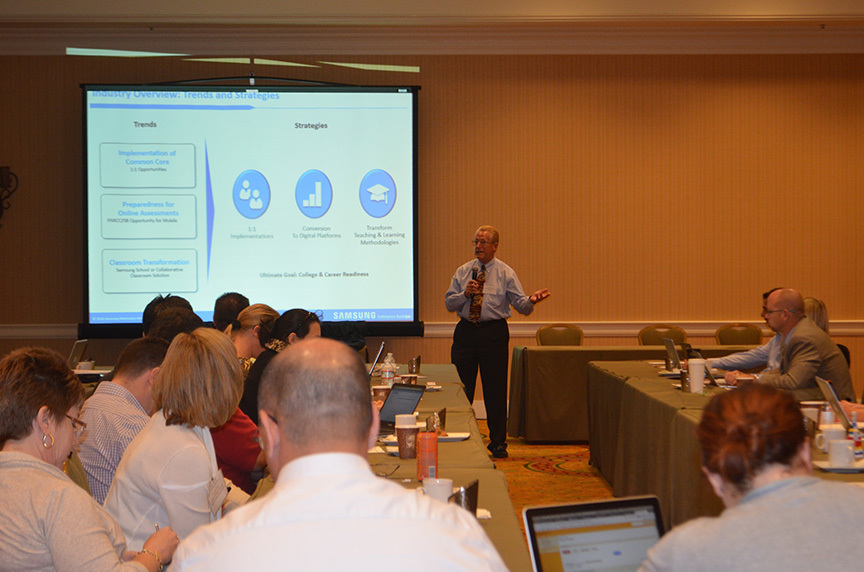 Industry Overview: Trends and Strategies
Trends
Strategies
Implementation of
Common Core
1:1 Opportunities
Preparedness for
Online Assessments
Opportunity for Mobile
Classroom Transformation
Samsung School or Collaborative
Classroom Solution
1:1
Implementations
Conversion
To Digital Platforms
Transform
Teaching & Learning
Methodologies
Ultimate Goal: College & Career Readiness
SAMSUNG